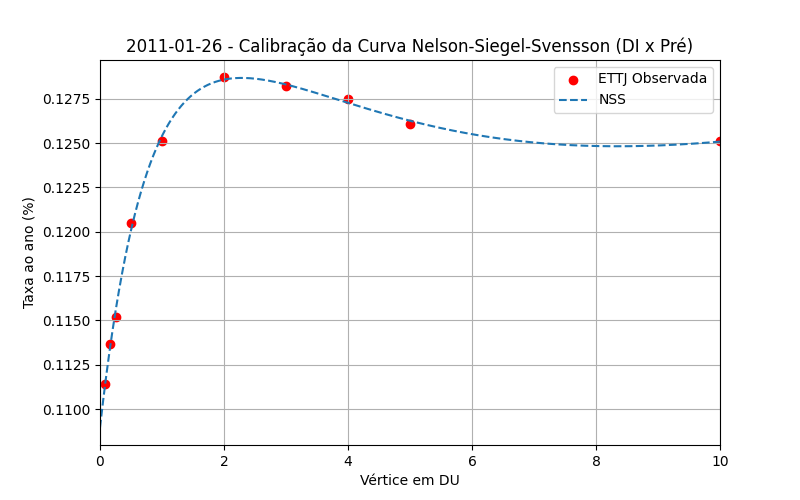 2011-01-26 - Calibração da Curva Nelson-Siegel-Svensson (DI x Pré)
ETTJ Observada
NSS
Taxa ao ano (%)
0.1275
0.1250
0.1225
0.1200
0.1175
0.1150
0.1125
0.1100
0 2 4 6 8 10
Vértice em DU